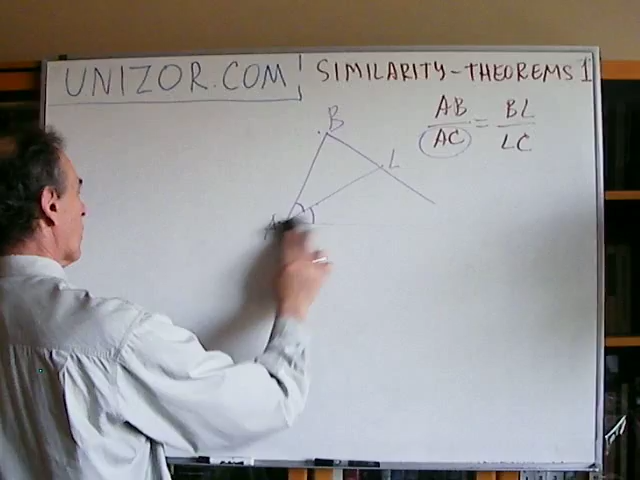 UNIZOR.COM
SIMILARITY-THEOREMS 1
AB/AC = BL/LC
B
L
A